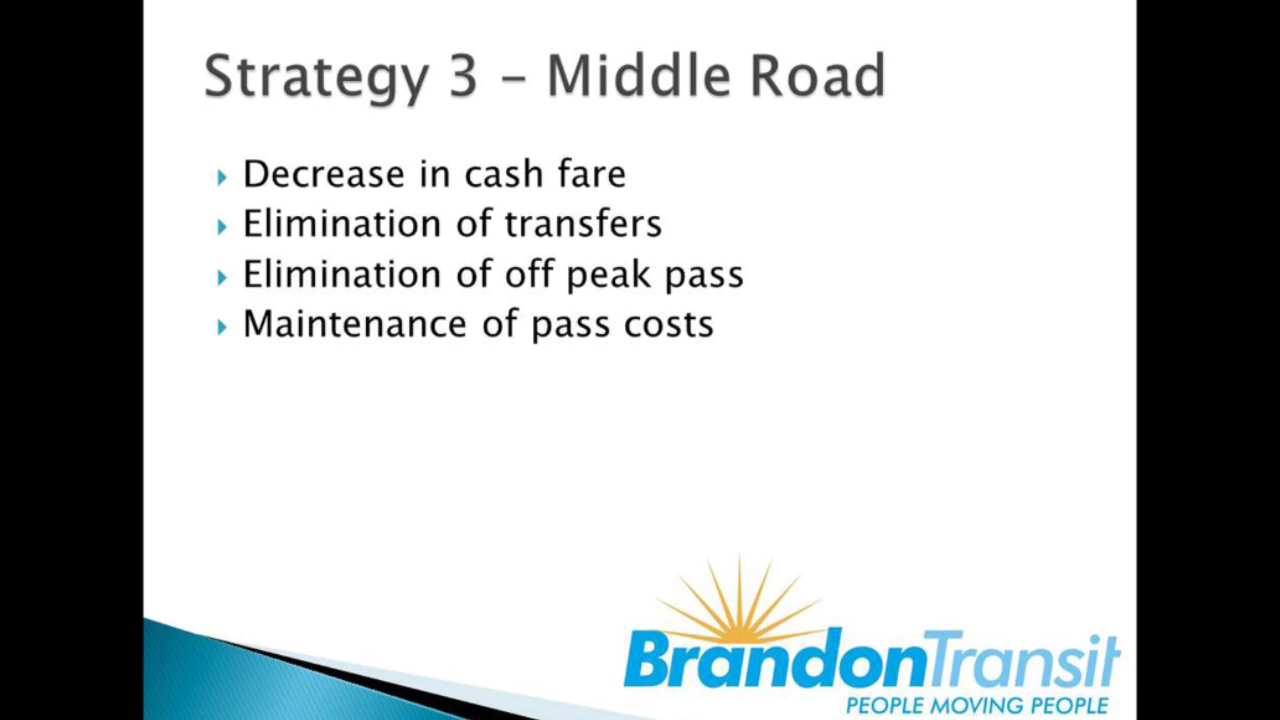 Strategy 3 – Middle Road
Decrease in cash fare
Elimination of transfers
Elimination of off peak pass
Maintenance of pass costs
BrandonTransit
PEOPLE MOVING PEOPLE